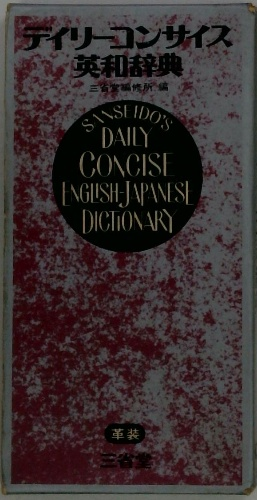 デイリーコンサイス
英和辞典
三省堂編修所 編
SANSEIDO'S
DAILY
CONCISE
ENGLISH-JAPANESE
DICTIONARY
革装
三省堂